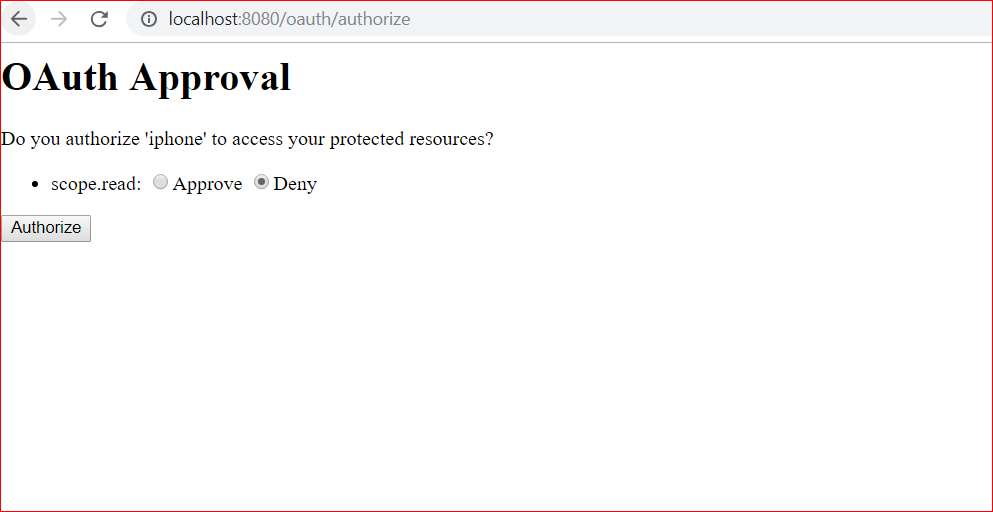 localhost:8080/oauth/authorize
OAuth Approval
Do you authorize 'iphone' to access your protected resources?
scope.read: Approve Deny
Authorize